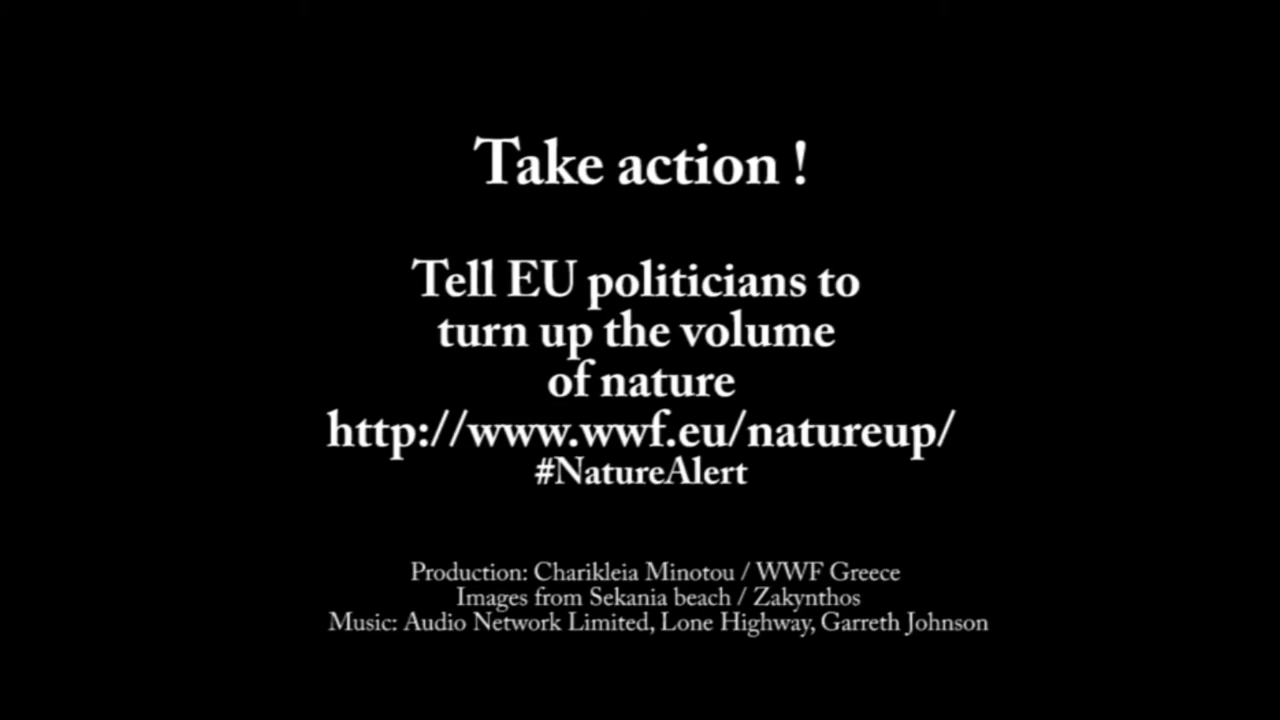 Take action !
Tell EU politicians to
turn up the volume
of nature
http://www.wwf.eu/natureup/
#NatureAlert
Production: Charikleia Minotou / WWF Greece
Images from Sekania beach / Zakynthos
Music: Audio Network Limited, Lone Highway, Garreth Johnson